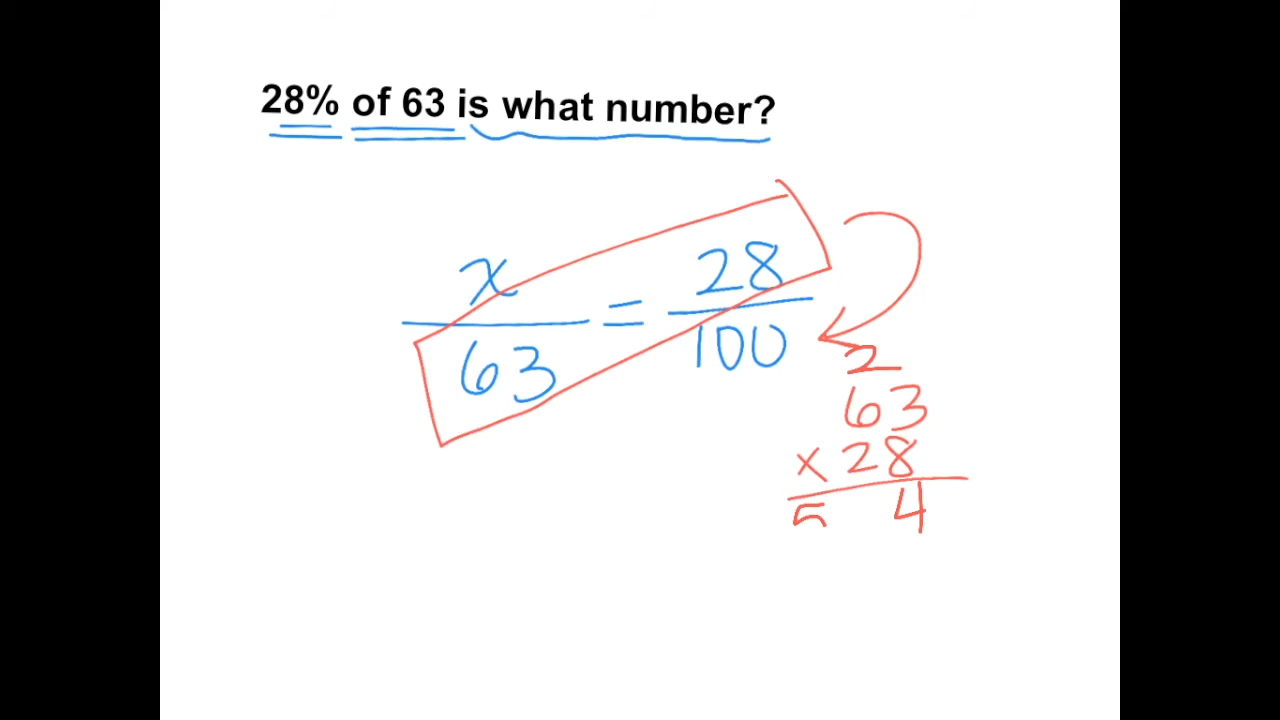 28% of 63 is what number?
x
63
=
28
100
2
63
x 28
5 4